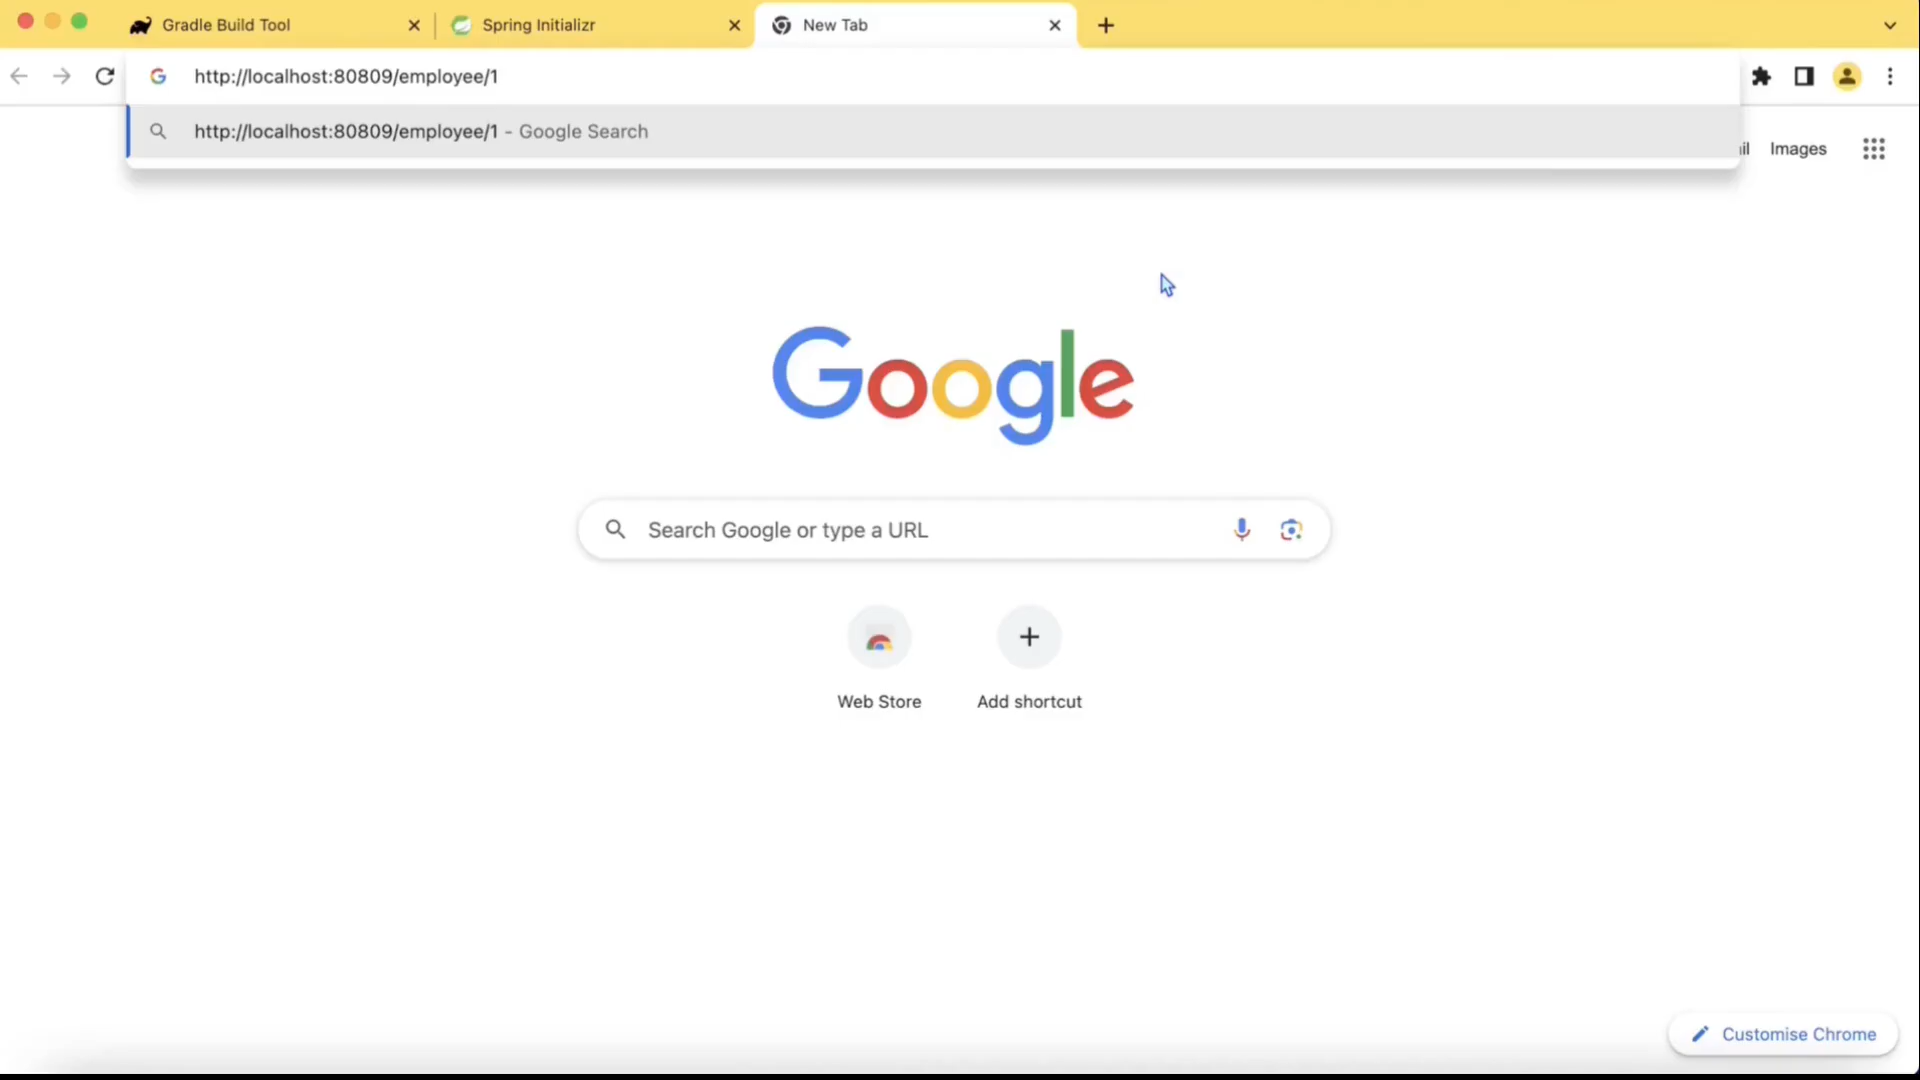 Gradle Build Tool
Spring Initializr
New Tab
http://localhost:80809/employee/1
http://localhost:80809/employee/1 - Google Search
Images
Google
Search Google or type a URL
Web Store
Add shortcut
Customise Chrome